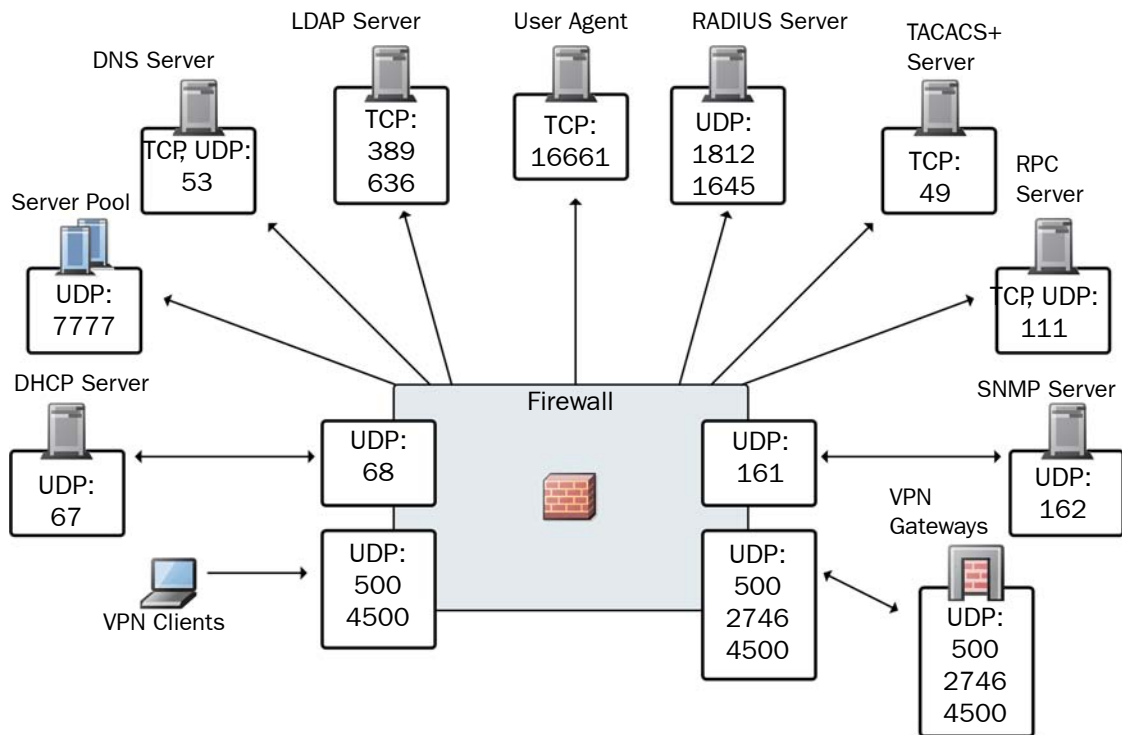 LDAP Server
User Agent
RADIUS Server
TACACS+
Server
DNS Server
TCP, UDP:
53
TCP:
389
636
TCP:
16661
UDP:
1812
1645
TCP:
49
RPC
Server
Server Pool
UDP:
7777
TCP, UDP:
111
DHCP Server
UDP:
67
Firewall
UDP:
68
UDP:
161
SNMP Server
UDP:
162
VPN Clients
UDP:
500
4500
UDP:
500
2746
4500
VPN
Gateways
UDP:
500
2746
4500